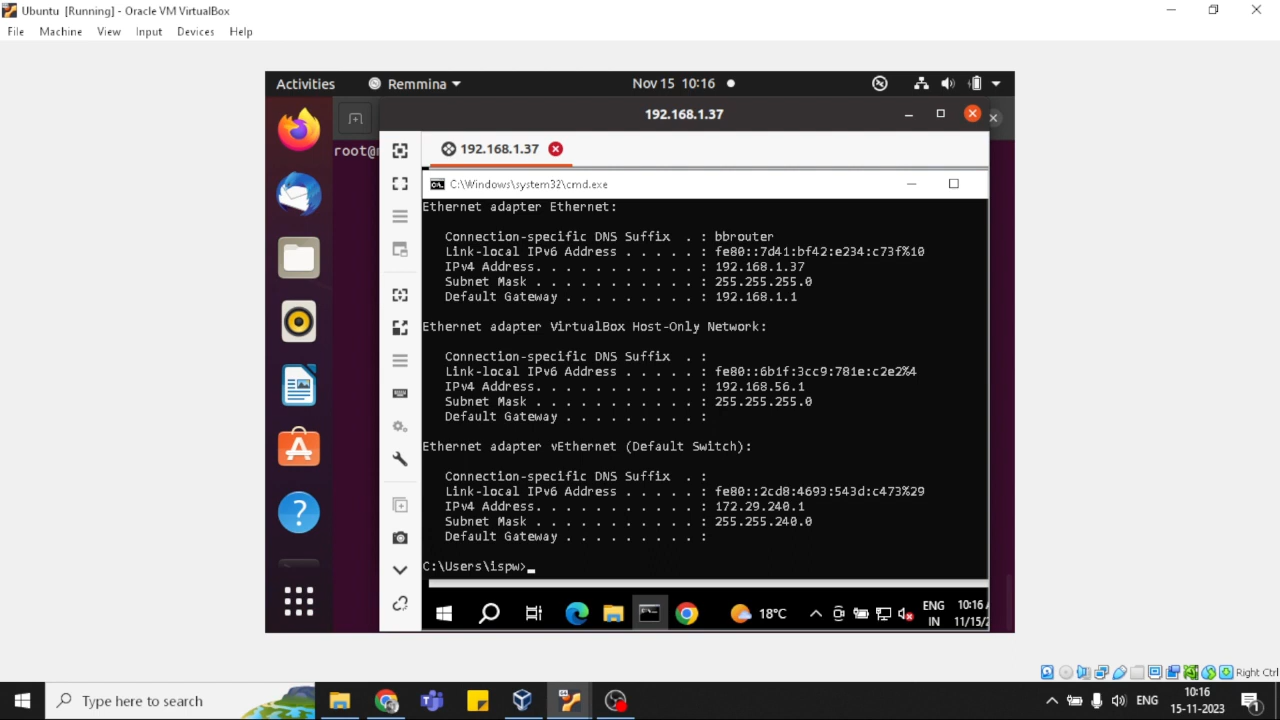 Ubuntu [Running] - Oracle VM VirtualBox
File Machine View Input Devices Help
Activities Remmina Nov 15 10:16
192.168.1.37
root@
192.168.1.37
C:\Windows\system32\cmd.exe
Ethernet adapter Ethernet:
Connection-specific DNS Suffix . : bbrouter
Link-local IPv6 Address . . . . . : fe80::7d41:bf42:e234:c73f%10
IPv4 Address. . . . . . . . . . . : 192.168.1.37
Subnet Mask . . . . . . . . . . . : 255.255.255.0
Default Gateway . . . . . . . . . : 192.168.1.1
Ethernet adapter VirtualBox Host-Only Network:
Connection-specific DNS Suffix . :
Link-local IPv6 Address . . . . . : fe80::6b1f:3cc9:781e:c2e2%4
IPv4 Address. . . . . . . . . . . : 192.168.56.1
Subnet Mask . . . . . . . . . . . : 255.255.255.0
Default Gateway . . . . . . . . . :
Ethernet adapter vEthernet (Default Switch):
Connection-specific DNS Suffix . :
Link-local IPv6 Address . . . . . : fe80::2cd8:4693:543d:c473%29
IPv4 Address. . . . . . . . . . . : 172.29.240.1
Subnet Mask . . . . . . . . . . . : 255.255.240.0
Default Gateway . . . . . . . . . :
C:\Users\ispw>
18°C
ENG
IN
10:16
11/15/2
Right Ctrl
Type here to search
ENG
10:16
15-11-2023
1